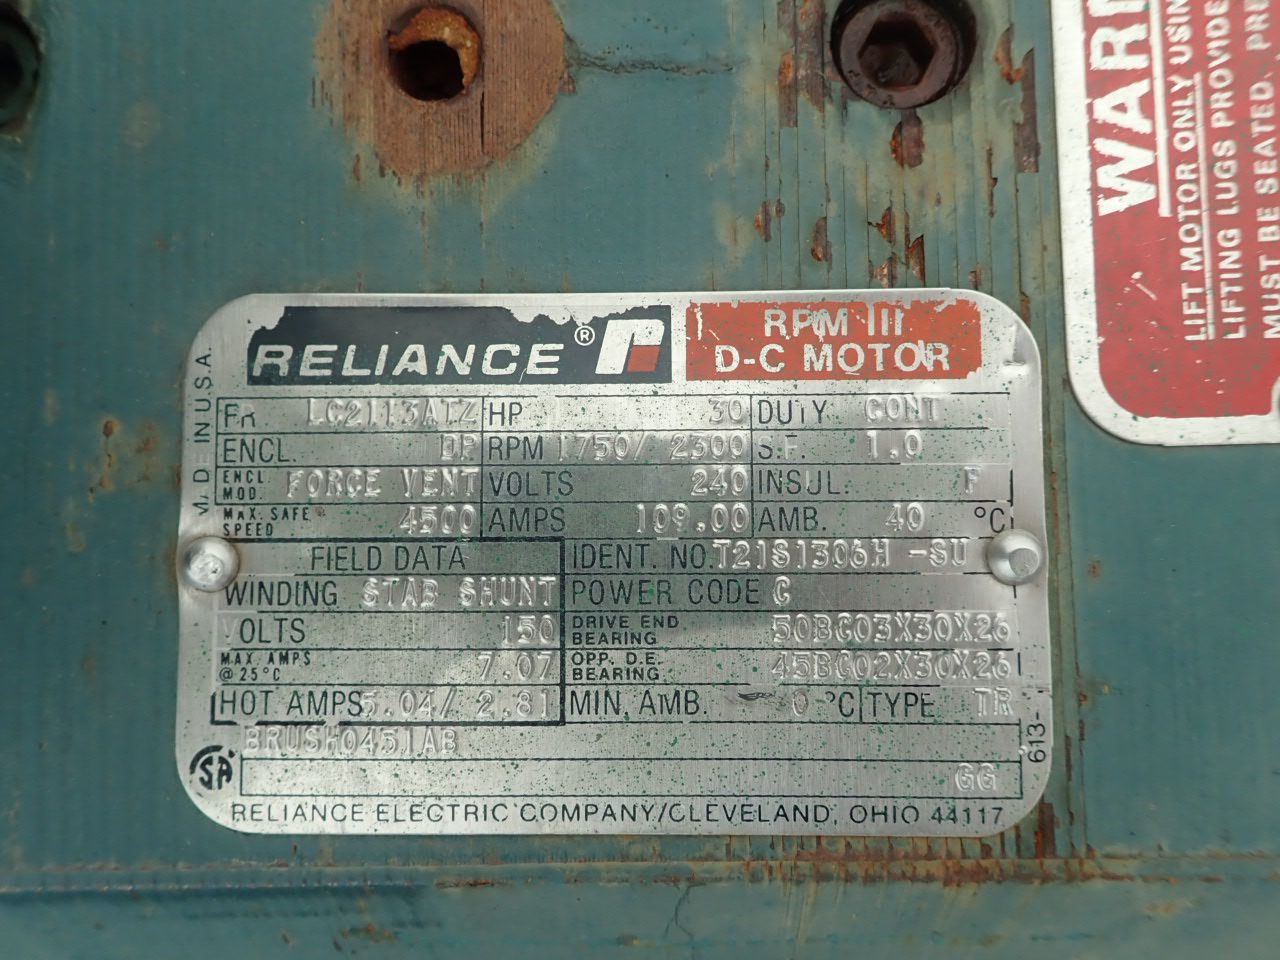 RELIANCE ®
RPM III
D-C MOTOR
MADE IN U.S.A.
FR LC2113ATZ HP 30 DUTY CONT
ENCL. DP RPM 1750/ 2300 S.F. 1.0
ENCL MOD. FORCE VENT VOLTS 240 INSUL. F
MAX. SAFE SPEED 4500 AMPS 109.00 AMB. 40 °C
FIELD DATA IDENT. NO. T21S1306H -SU
WINDING STAB SHUNT POWER CODE C
VOLTS 150 DRIVE END BEARING 50BC03X30X26
MAX. AMPS @ 25°C 7.07 OPP. D.E. BEARING 45BC02X30X26
HOT AMPS 5.04/ 2.81 MIN. AMB. 0 °C TYPE TR
BRUSH0451AB
613-
SA
GG
RELIANCE ELECTRIC COMPANY/CLEVELAND, OHIO 44117
LIFT MOTOR ONLY
LIFTING LUGS
MUST BE SEATED.